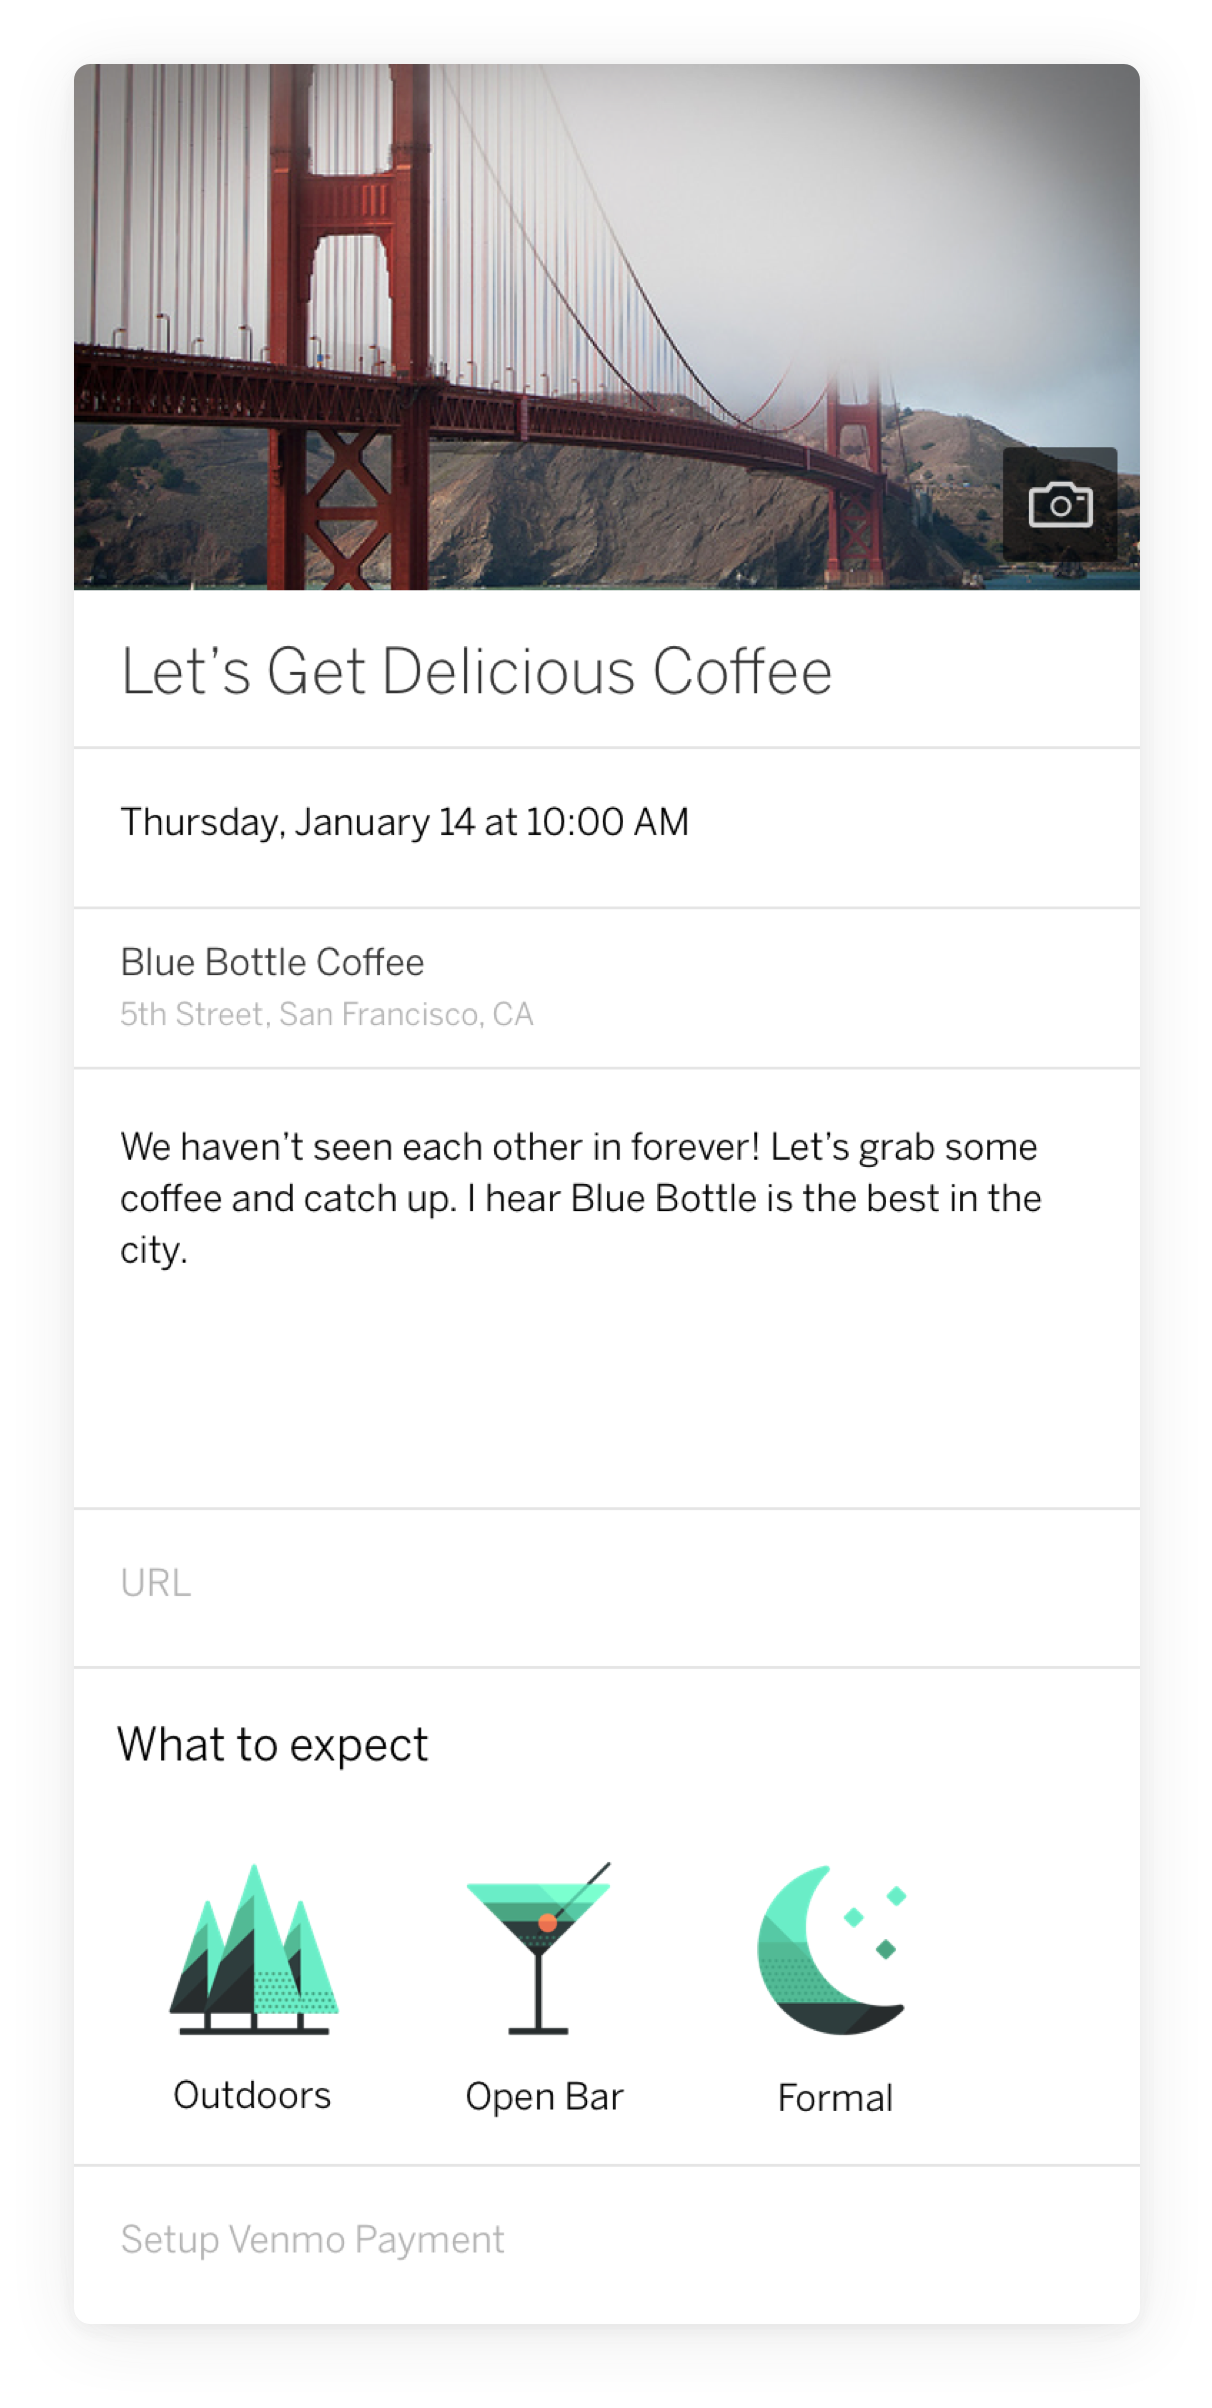 Let’s Get Delicious Coffee
Thursday, January 14 at 10:00 AM
Blue Bottle Coffee
5th Street, San Francisco, CA
We haven’t seen each other in forever! Let’s grab some
coffee and catch up. I hear Blue Bottle is the best in the
city.
URL
What to expect
Outdoors
Open Bar
Formal
Setup Venmo Payment